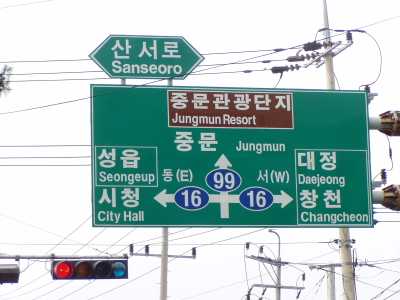 산서로
Sanseoro
중문관광단지
Jungmun Resort
중문 Jungmun
성읍
Seongeup
시청
City Hall
동(E)
16
99
16
서(W)
대정
Daejeong
창천
Changcheon